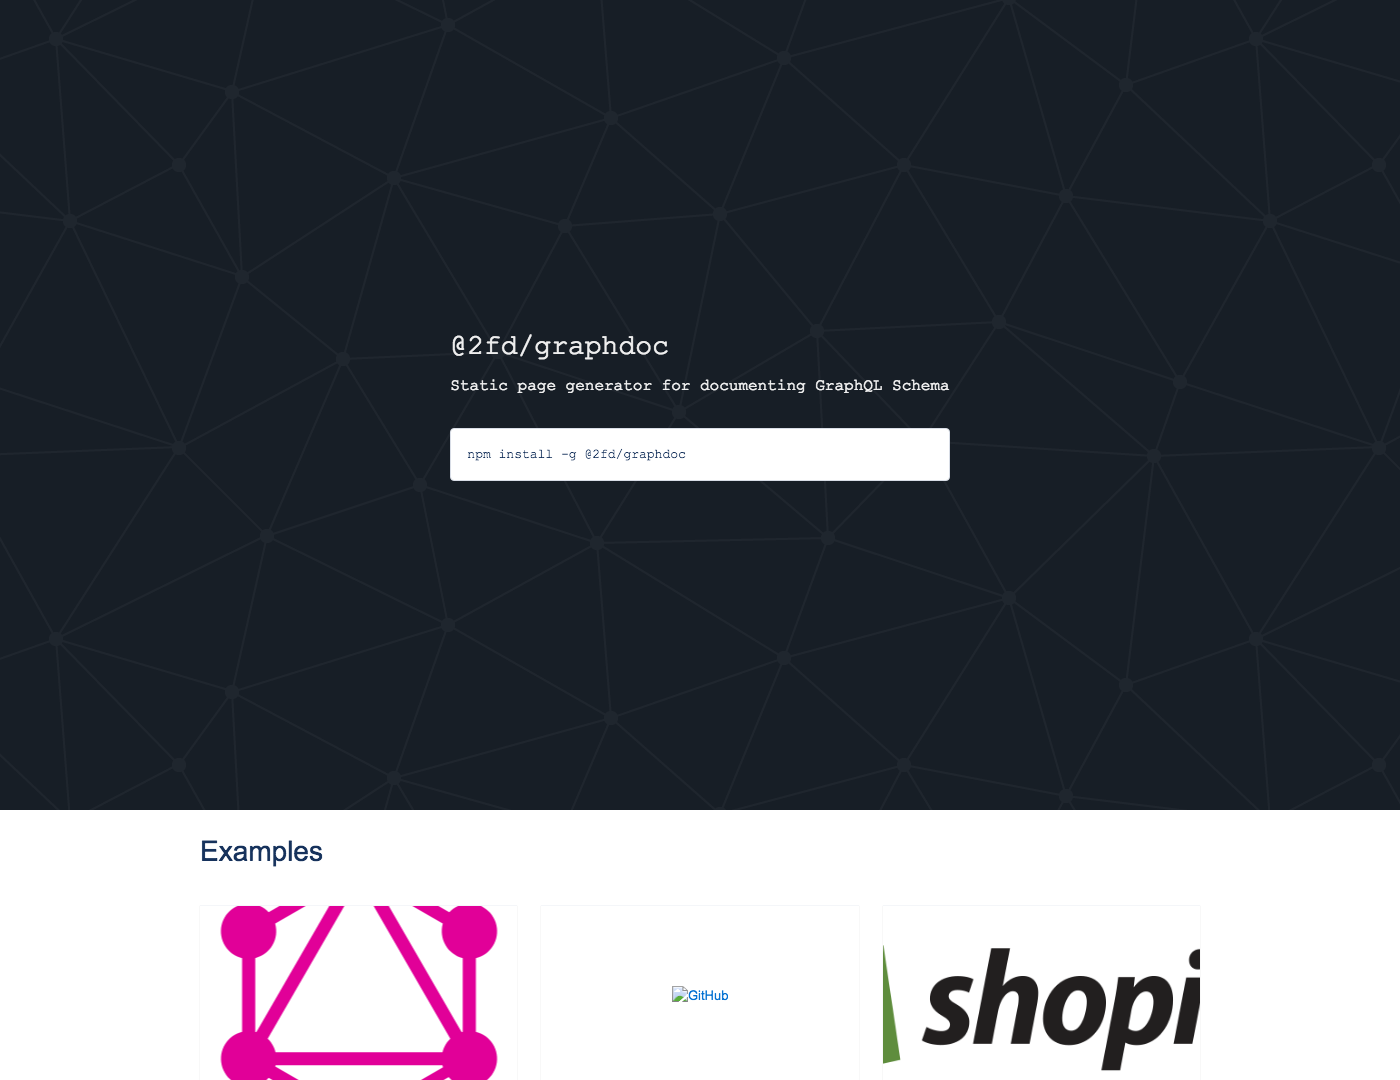 @2fd/graphdoc
Static page generator for documenting GraphQL Schema
npm install -g @2fd/graphdoc
Examples
GitHub
shopi